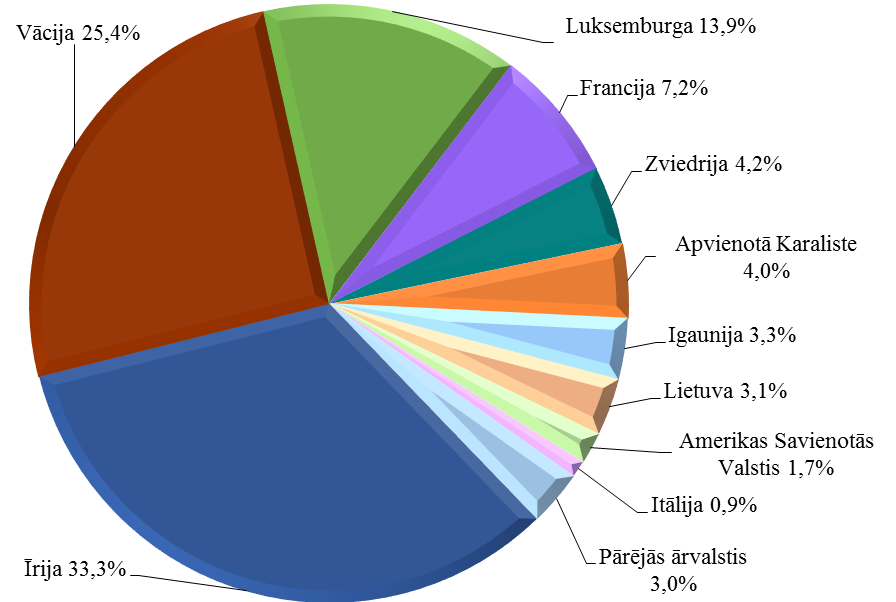 Luksemburga 13,9%
Vācija 25,4%
Francija 7,2%
Zviedrija 4,2%
Apvienotā Karaliste
4,0%
Igaunija 3,3%
Lietuva 3,1%
Amerikas Savienotās
Valstis 1,7%
Itālija 0,9%
Pārējās ārvalstis
3,0%
Īrija 33,3%